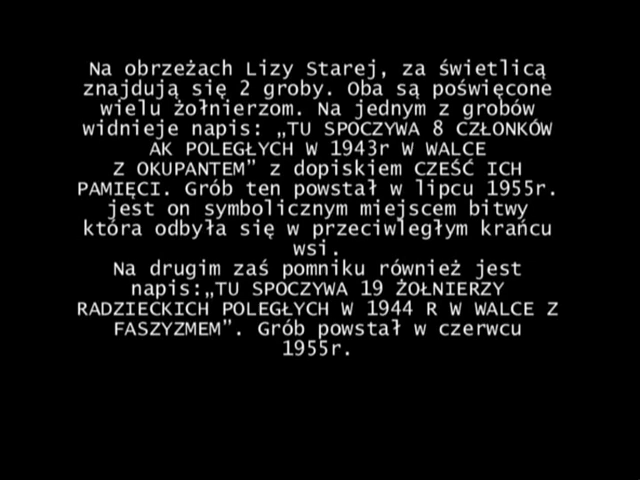 Na obrzeżach Lizy Starej, za świetlicą
znajdują się 2 groby. Oba są poświęcone
wielu żołnierzom. Na jednym z grobów
widnieje napis: „TU SPOCZYWA 8 CZŁONKÓW
AK POLEGŁYCH W 1943r W WALCE
Z OKUPANTEM” z dopiskiem CZEŚĆ ICH
PAMIĘCI. Grób ten powstał w lipcu 1955r.
jest on symbolicznym miejscem bitwy
która odbyła się w przeciwległym krańcu
wsi.
Na drugim zaś pomniku również jest
napis:„TU SPOCZYWA 19 ŻOŁNIERZY
RADZIECKICH POLEGŁYCH W 1944 R W WALCE Z
FASZYZMEM”. Grób powstał w czerwcu
1955r.